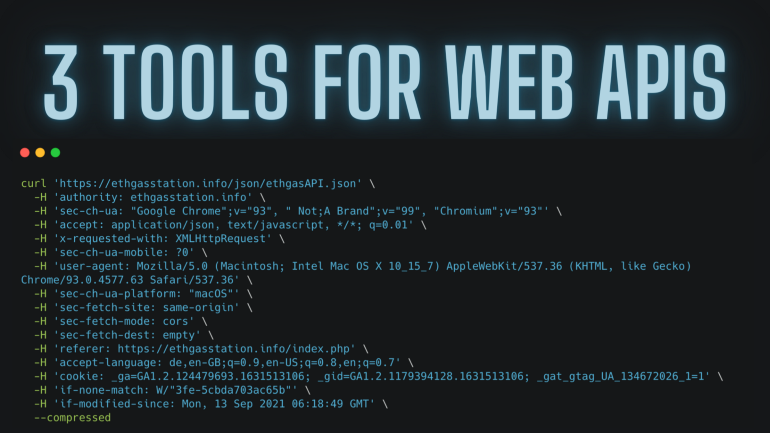 3 TOOLS FOR WEB APIS
curl 'https://ethgasstation.info/json/ethgasAPI.json' \
-H 'authority: ethgasstation.info' \
-H 'sec-ch-ua: "Google Chrome";v="93", " Not;A Brand";v="99", "Chromium";v="93"' \
-H 'accept: application/json, text/javascript, */*; q=0.01' \
-H 'x-requested-with: XMLHttpRequest' \
-H 'sec-ch-ua-mobile: ?0' \
-H 'user-agent: Mozilla/5.0 (Macintosh; Intel Mac OS X 10_15_7) AppleWebKit/537.36 (KHTML, like Gecko)
Chrome/93.0.4577.63 Safari/537.36' \
-H 'sec-ch-ua-platform: "macOS"' \
-H 'sec-fetch-site: same-origin' \
-H 'sec-fetch-mode: cors' \
-H 'sec-fetch-dest: empty' \
-H 'referer: https://ethgasstation.info/index.php' \
-H 'accept-language: de,en-GB;q=0.9,en-US;q=0.8,en;q=0.7' \
-H 'cookie: _ga=GA1.2.124479693.1631513106; _gid=GA1.2.1179394128.1631513106; _gat_gtag_UA_134672026_1=1' \
-H 'if-none-match: W/"3fe-5cbda703ac65b"' \
-H 'if-modified-since: Mon, 13 Sep 2021 06:18:49 GMT' \
--compressed